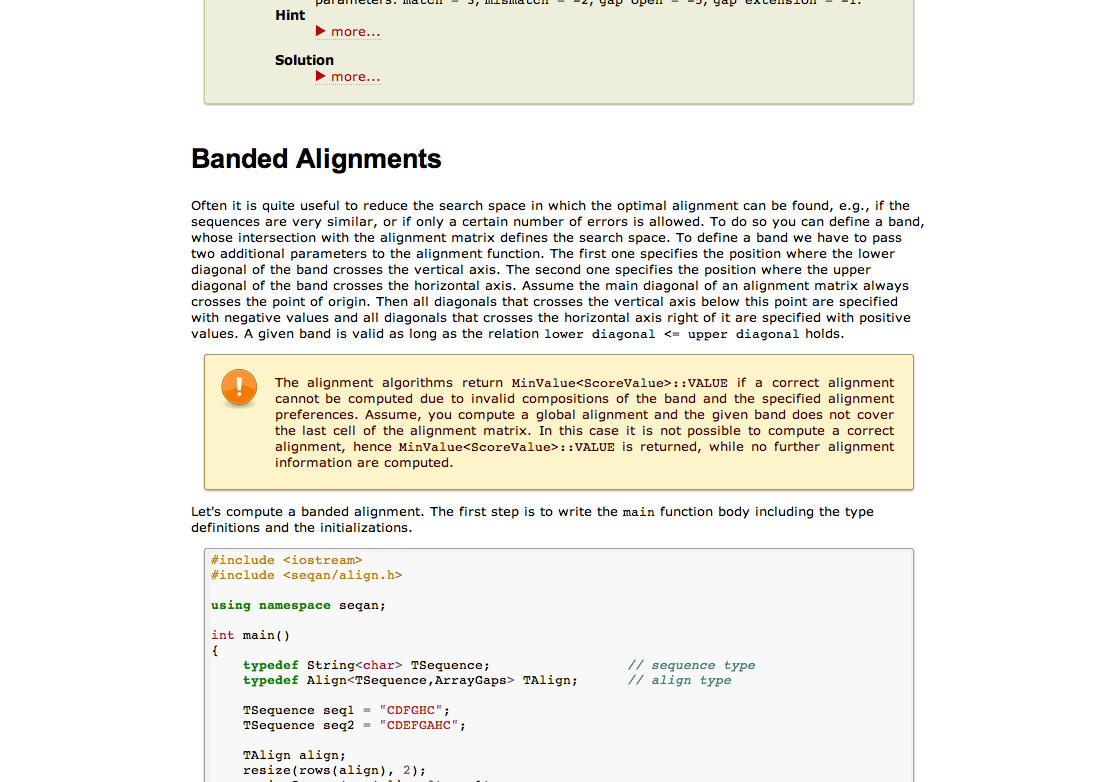 parameters: match = 3, mismatch = -2, gap open = -5, gap extension = -1.
Hint
more...
Solution
more...
Banded Alignments
Often it is quite useful to reduce the search space in which the optimal alignment can be found, e.g., if the
sequences are very similar, or if only a certain number of errors is allowed. To do so you can define a band,
whose intersection with the alignment matrix defines the search space. To define a band we have to pass
two additional parameters to the alignment function. The first one specifies the position where the lower
diagonal of the band crosses the vertical axis. The second one specifies the position where the upper
diagonal of the band crosses the horizontal axis. Assume the main diagonal of an alignment matrix always
crosses the point of origin. Then all diagonals that crosses the vertical axis below this point are specified
with negative values and all diagonals that crosses the horizontal axis right of it are specified with positive
values. A given band is valid as long as the relation lower diagonal <= upper diagonal holds.
The alignment algorithms return MinValue<ScoreValue>::VALUE if a correct alignment
cannot be computed due to invalid compositions of the band and the specified alignment
preferences. Assume, you compute a global alignment and the given band does not cover
the last cell of the alignment matrix. In this case it is not possible to compute a correct
alignment, hence MinValue<ScoreValue>::VALUE is returned, while no further alignment
information are computed.
Let's compute a banded alignment. The first step is to write the main function body including the type
definitions and the initializations.
#include <iostream>
#include <seqan/align.h>
using namespace seqan;
int main()
{
typedef String<char> TSequence; // sequence type
typedef Align<TSequence,ArrayGaps> TAlign; // align type
TSequence seq1 = "CDFGHC";
TSequence seq2 = "CDEFGAHC";
TAlign align;
resize(rows(align), 2);